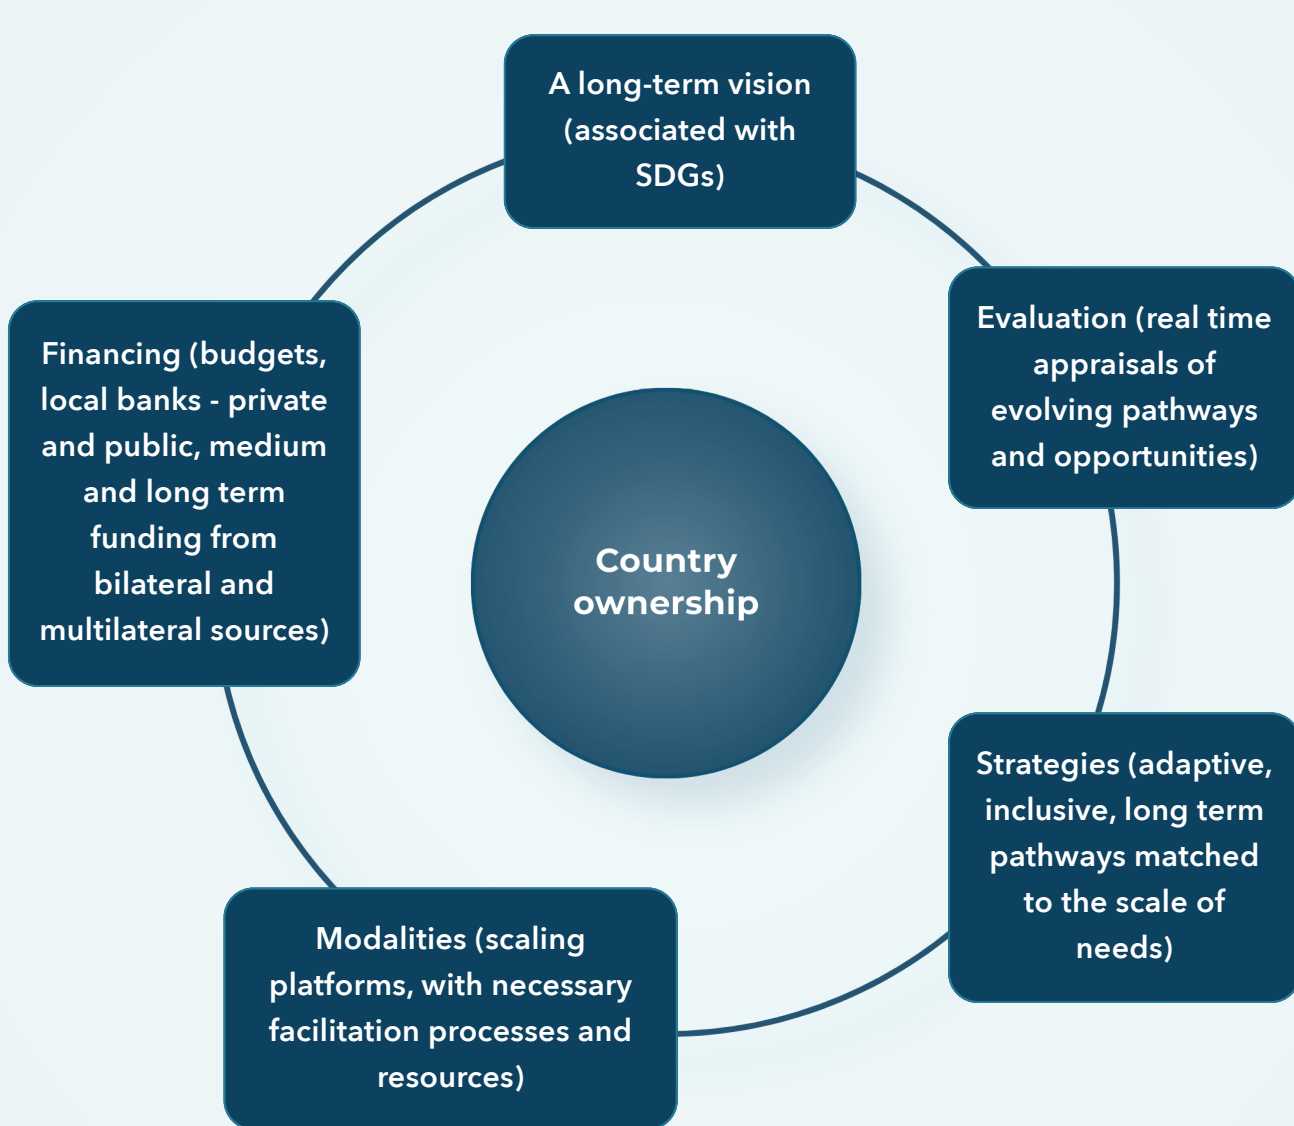 A long-term vision
(associated with
SDGs)
Evaluation (real time
appraisals of
evolving pathways
and opportunities)
Financing (budgets,
local banks - private
and public, medium
and long term
funding from
bilateral and
multilateral sources)
Country
ownership
Strategies (adaptive,
inclusive, long term
pathways matched
to the scale of
needs)
Modalities (scaling
platforms, with necessary
facilitation processes and
resources)